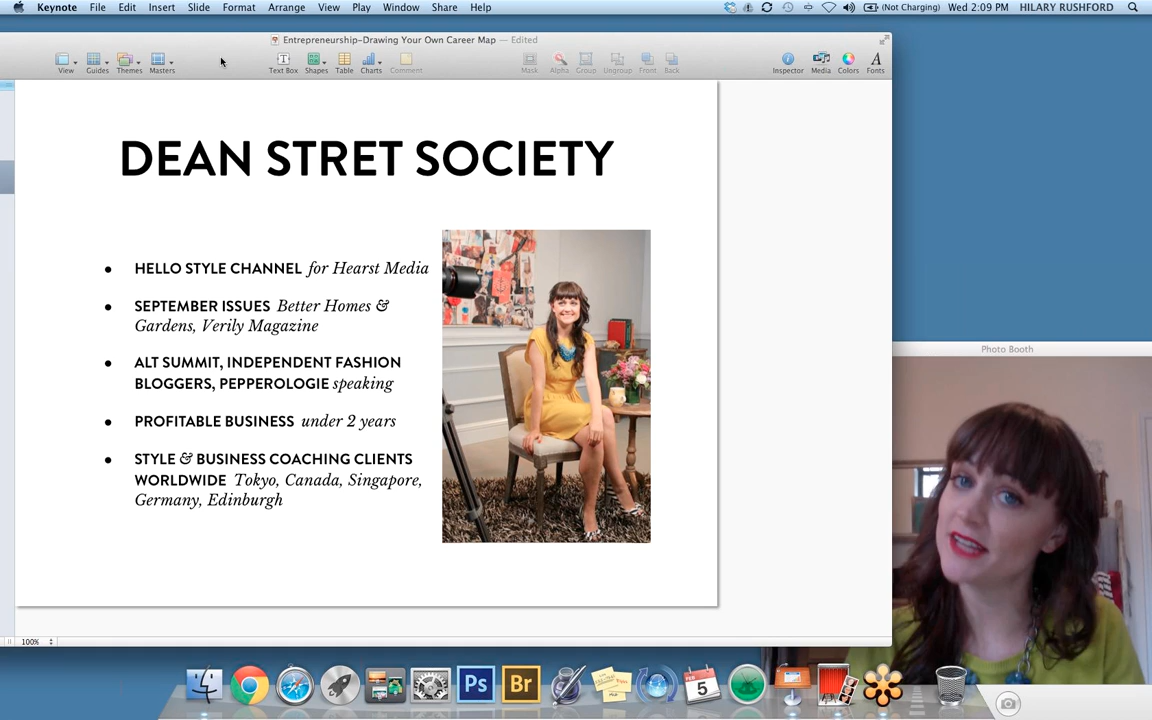 Keynote File Edit Insert Slide Format Arrange View Play Window Share Help (Not Charging) Wed 2:09 PM HILARY RUSHFORD
Entrepreneurship–Drawing Your Own Career Map — Edited
View Guides Themes Masters Text Box Shapes Table Charts Comment Mask Alpha Group Ungroup Front Back Inspector Media Colors Fonts
DEAN STRET SOCIETY
• HELLO STYLE CHANNEL for Hearst Media
• SEPTEMBER ISSUES Better Homes &
Gardens, Verily Magazine
• ALT SUMMIT, INDEPENDENT FASHION
BLOGGERS, PEPPEROLOGIE speaking
• PROFITABLE BUSINESS under 2 years
• STYLE & BUSINESS COACHING CLIENTS
WORLDWIDE Tokyo, Canada, Singapore,
Germany, Edinburgh
Photo Booth
100%
Ps Br FEB 5